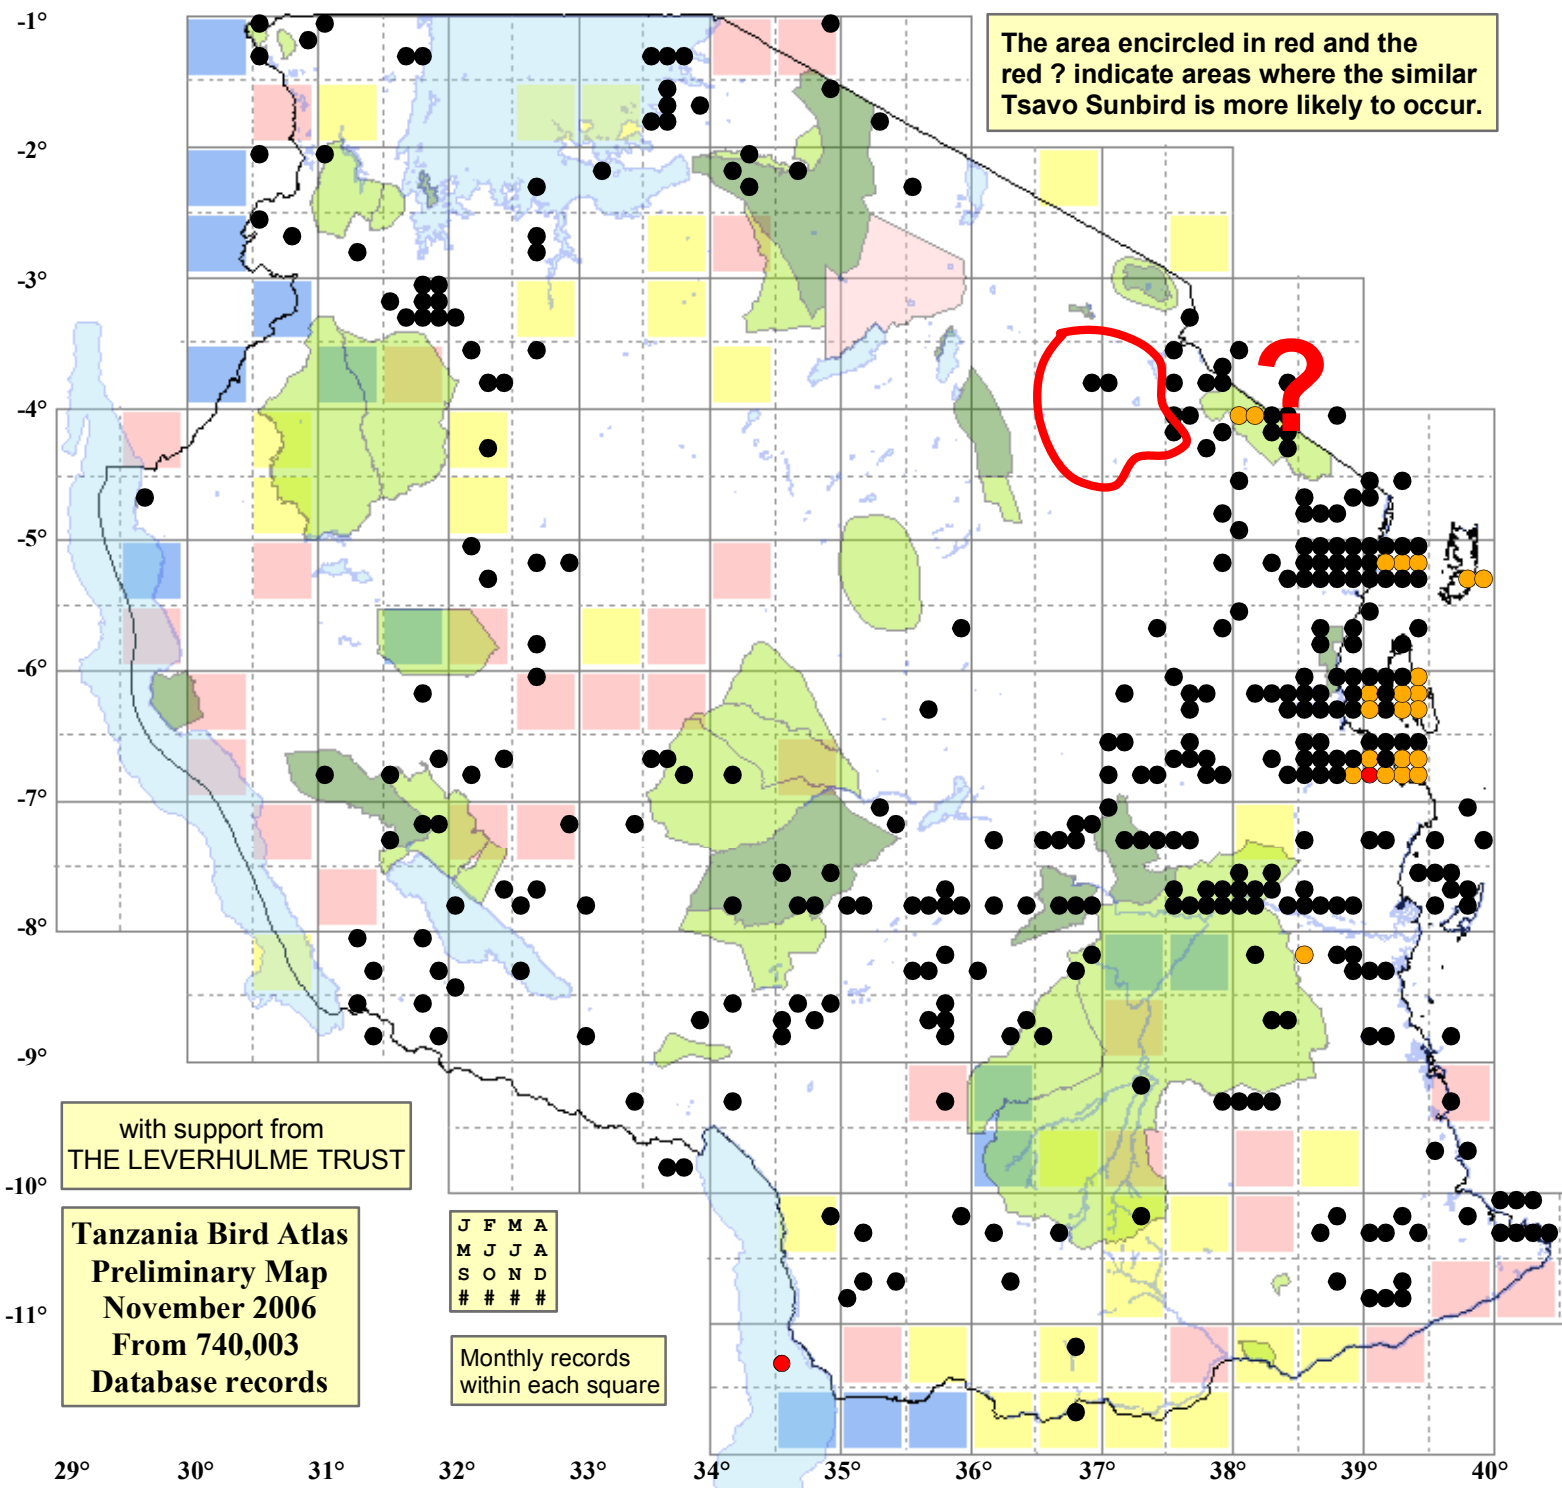 -1°
The area encircled in red and the
red ? indicate areas where the similar
Tsavo Sunbird is more likely to occur.
-2°
-3°
?
-4°
-5°
-6°
-7°
-8°
-9°
with support from
THE LEVERHULME TRUST
-10°
Tanzania Bird Atlas
Preliminary Map
November 2006
From 740,003
Database records
J F M A
M J J A
S O N D
# # # #
-11°
Monthly records
within each square
29° 30° 31° 32° 33° 34° 35° 36° 37° 38° 39° 40°